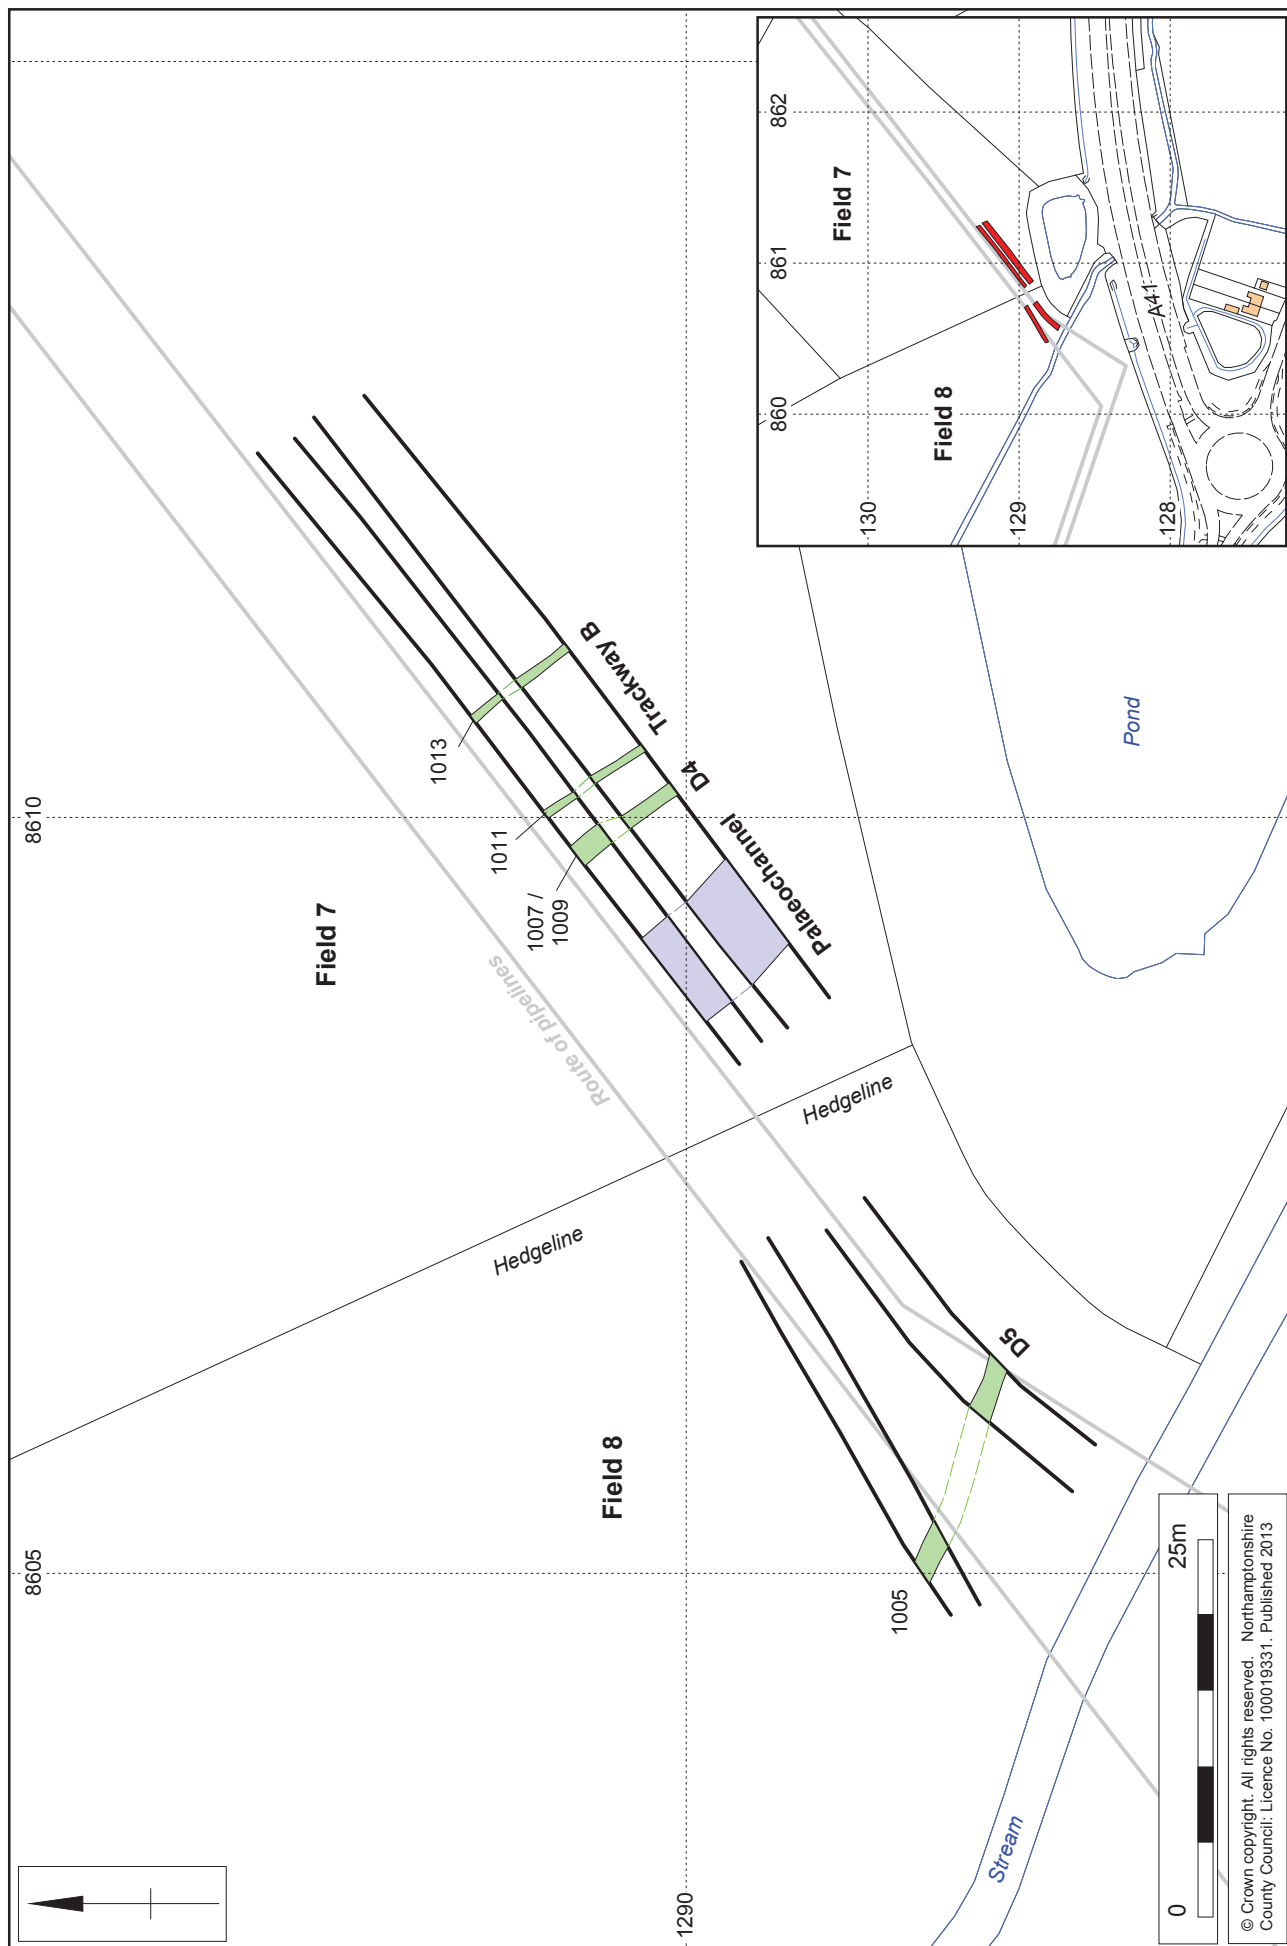 8605
8610
Field 7
Field 8
Route of pipelines
Hedgeline
Hedgeline
1013
1011
1007 /
1009
1005
Trackway B
D4
Palaeochannel
D5
1290
Stream
Pond
130
129
128
860
861
862
Field 7
Field 8
A41
0
25m
© Crown copyright. All rights reserved. Northamptonshire
County Council: Licence No. 100019331. Published 2013